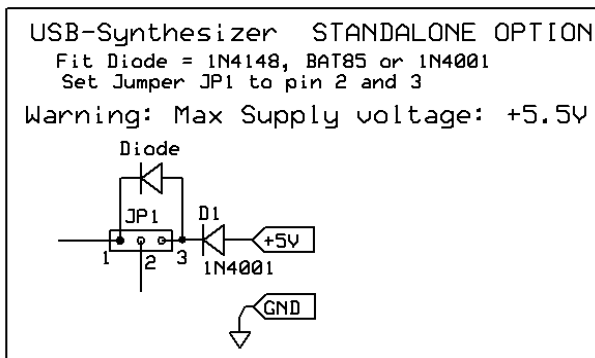 USB-Synthesizer STANDALONE OPTION
Fit Diode = 1N4148, BAT85 or 1N4001
Set Jumper JP1 to pin 2 and 3
Warning: Max Supply voltage: +5.5V
Diode
JP1
D1
+5V
1
2
3
1N4001
GND